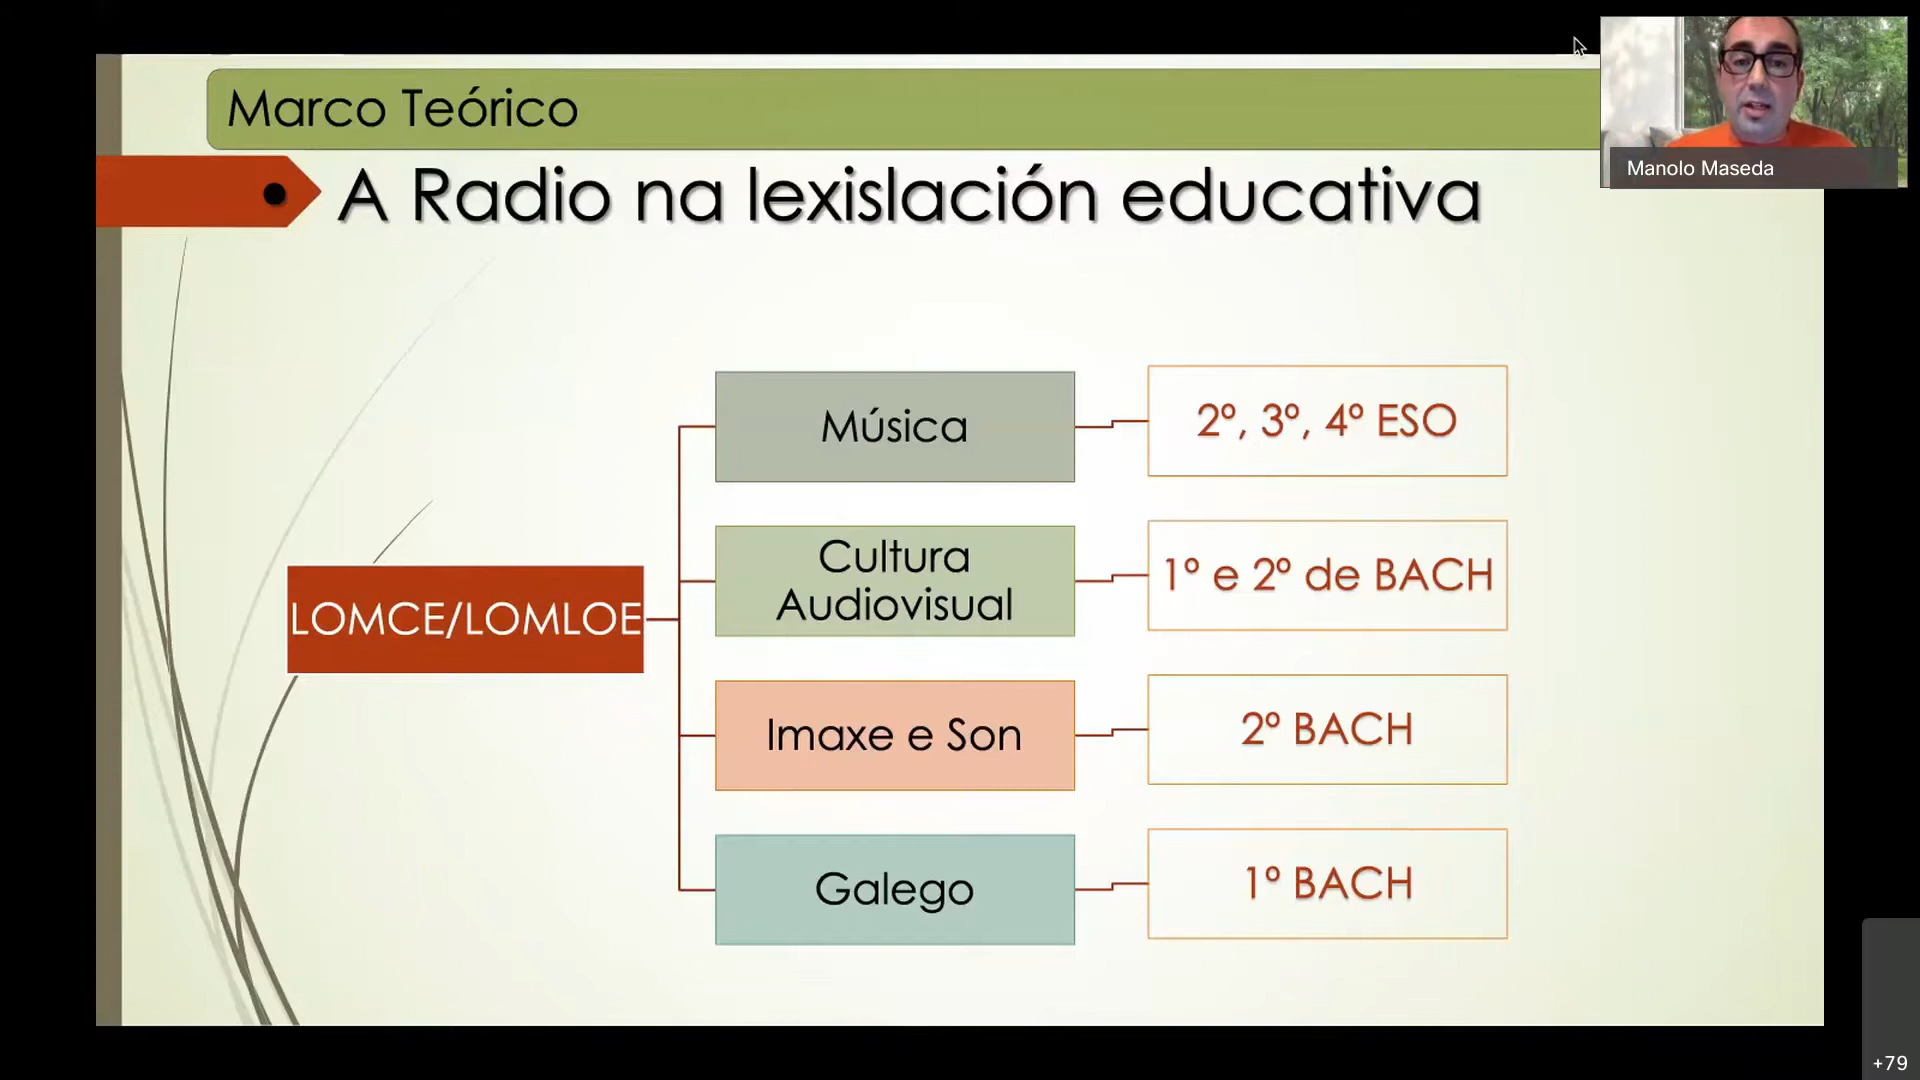 Marco Teórico
Manolo Maseda
A Radio na lexislación educativa
Música
2º, 3º, 4º ESO
Cultura
Audiovisual
1º e 2º de BACH
LOMCE/LOMLOE
Imaxe e Son
2º BACH
Galego
1º BACH
+79